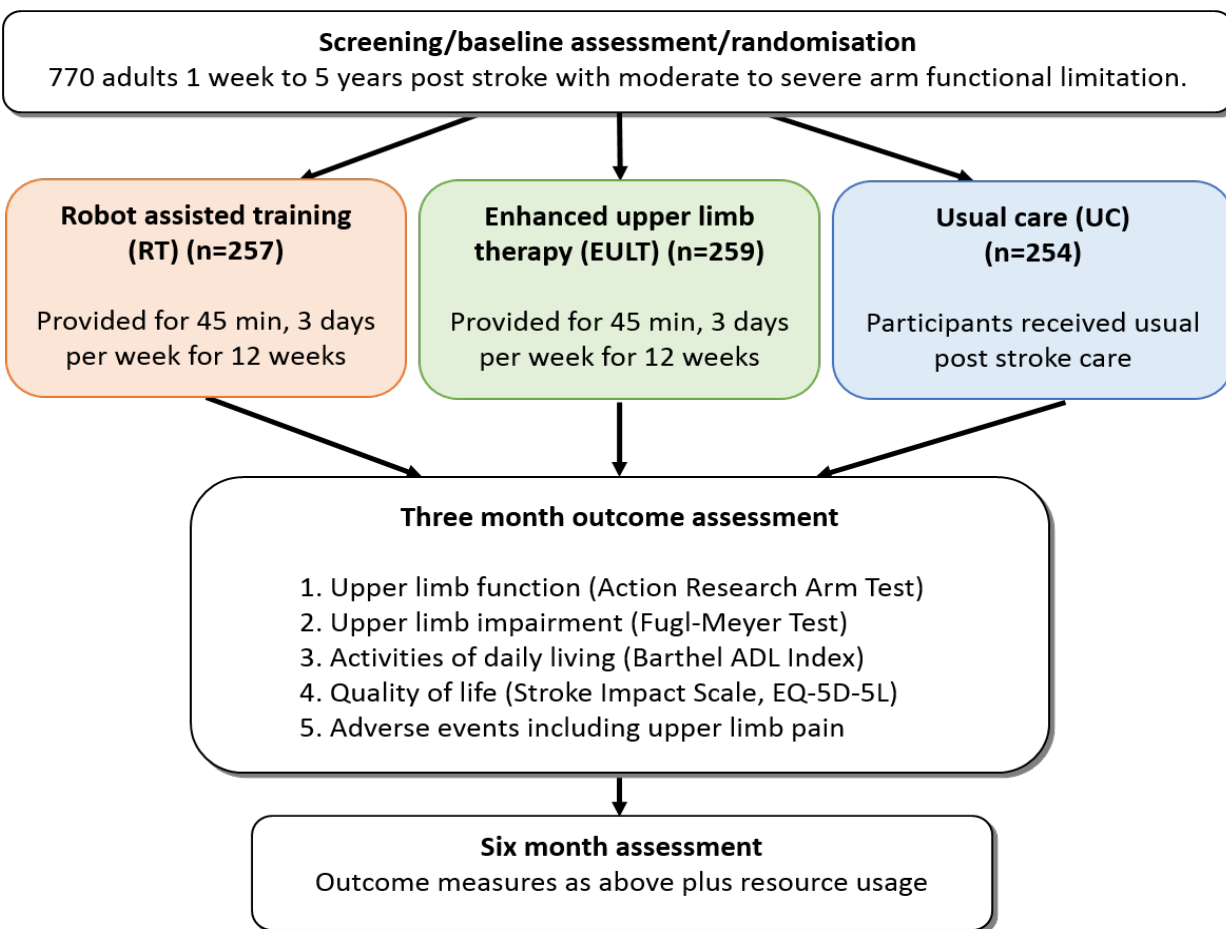 Screening/baseline assessment/randomisation
770 adults 1 week to 5 years post stroke with moderate to severe arm functional limitation.
Robot assisted training
(RT) (n=257)
Provided for 45 min, 3 days
per week for 12 weeks
Enhanced upper limb
therapy (EULT) (n=259)
Provided for 45 min, 3 days
per week for 12 weeks
Usual care (UC)
(n=254)
Participants received usual
post stroke care
Three month outcome assessment
1. Upper limb function (Action Research Arm Test)
2. Upper limb impairment (Fugl-Meyer Test)
3. Activities of daily living (Barthel ADL Index)
4. Quality of life (Stroke Impact Scale, EQ-5D-5L)
5. Adverse events including upper limb pain
Six month assessment
Outcome measures as above plus resource usage